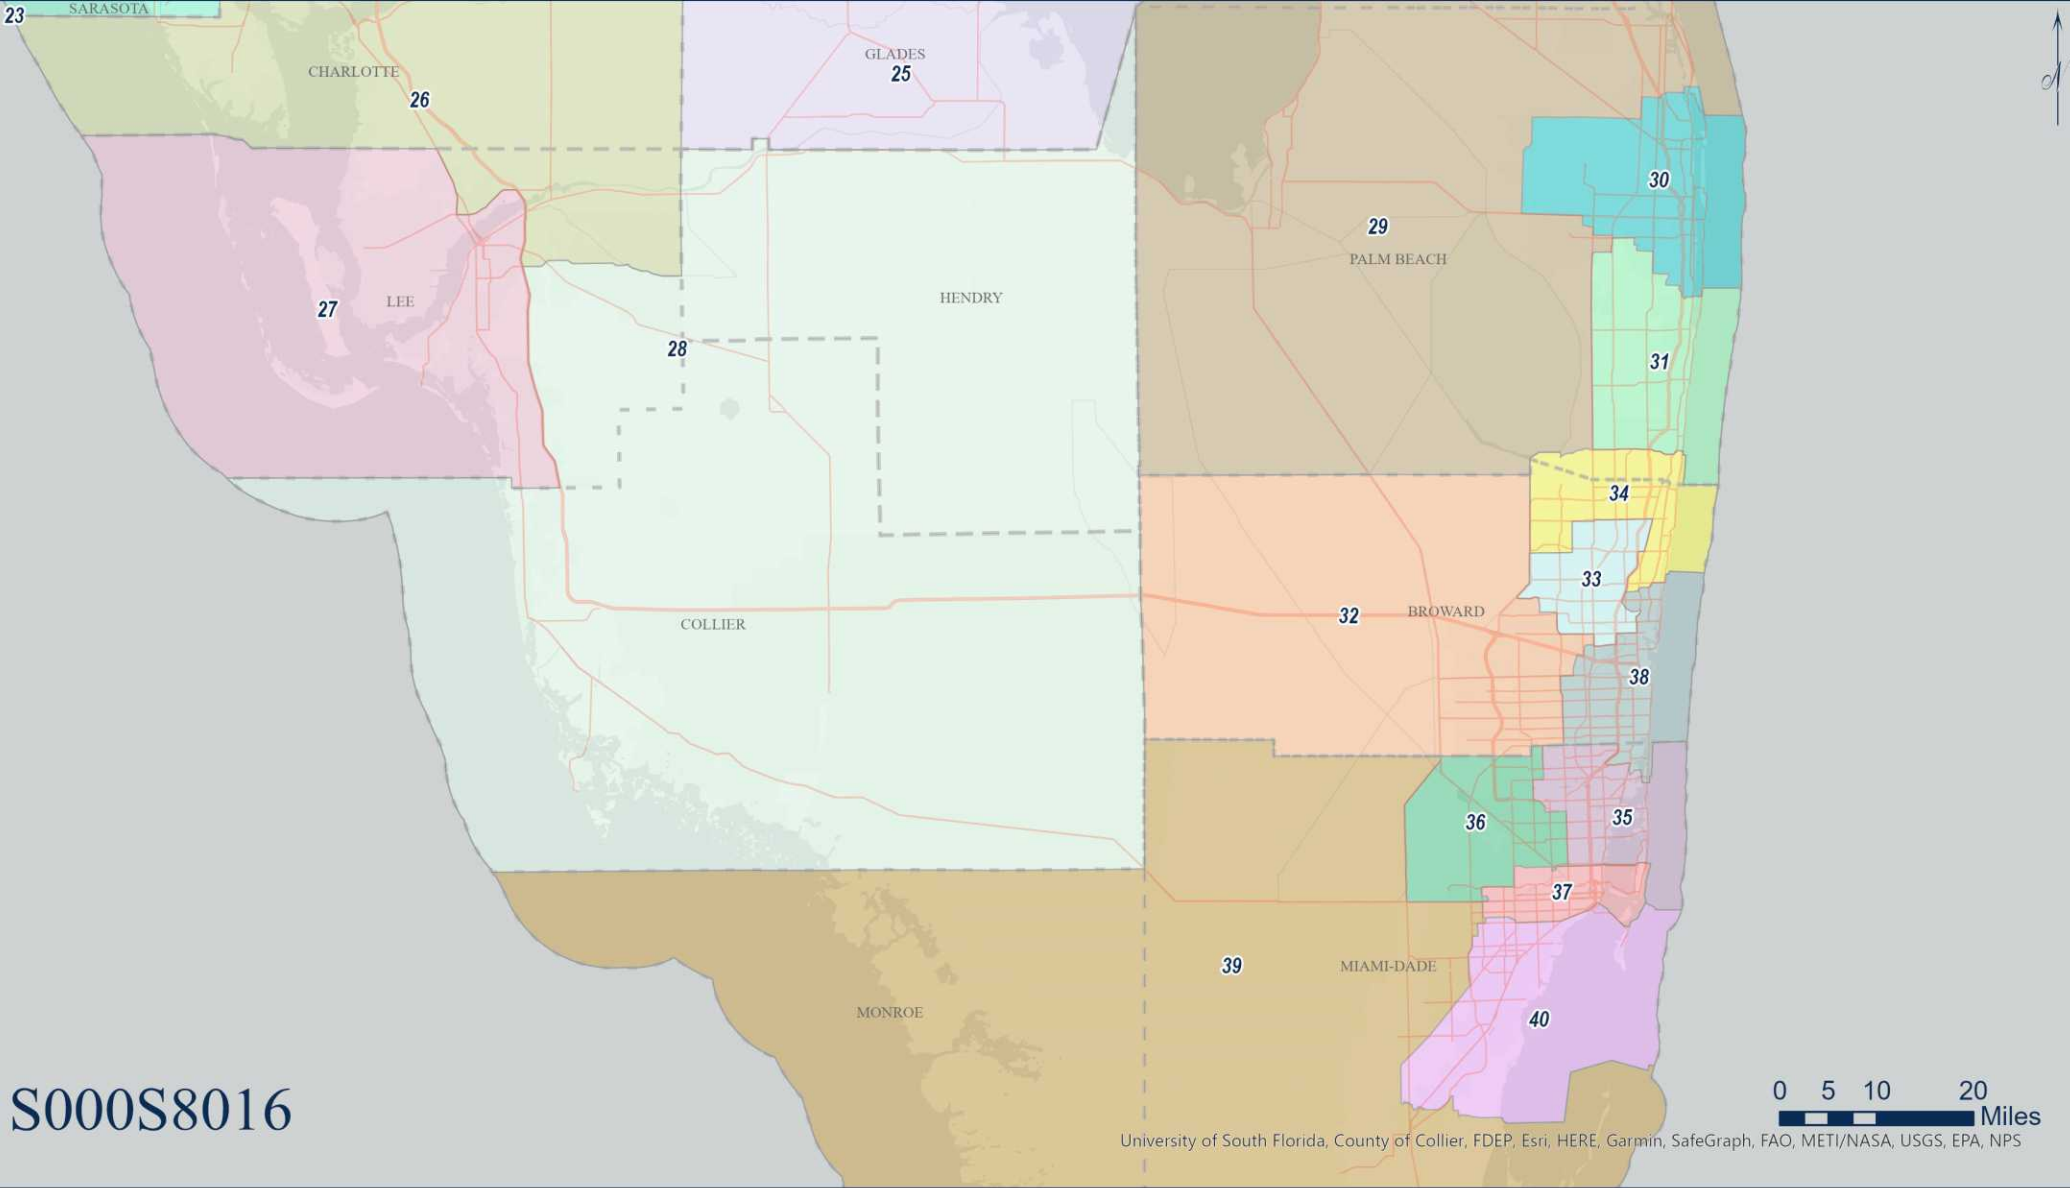 23
SARASOTA
CHARLOTTE
26
GLADES
25
30
29
PALM BEACH
HENDRY
27
LEE
28
31
34
33
32
BROWARD
COLLIER
38
36
35
37
39
MIAMI-DADE
MONROE
40
S000S8016
0 5 10 20
Miles
University of South Florida, County of Collier, FDEP, Esri, HERE, Garmin, SafeGraph, FAO, METI/NASA, USGS, EPA, NPS